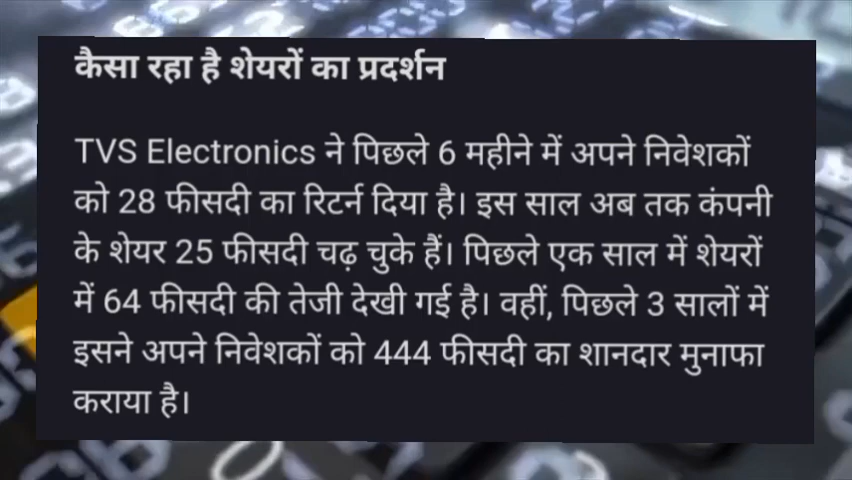 कैसा रहा है शेयरों का प्रदर्शन
TVS Electronics ने पिछले 6 महीने में अपने निवेशकों
को 28 फीसदी का रिटर्न दिया है। इस साल अब तक कंपनी
के शेयर 25 फीसदी चढ़ चुके हैं। पिछले एक साल में शेयरों
में 64 फीसदी की तेजी देखी गई है। वहीं, पिछले 3 सालों में
इसने अपने निवेशकों को 444 फीसदी का शानदार मुनाफा
कराया है।